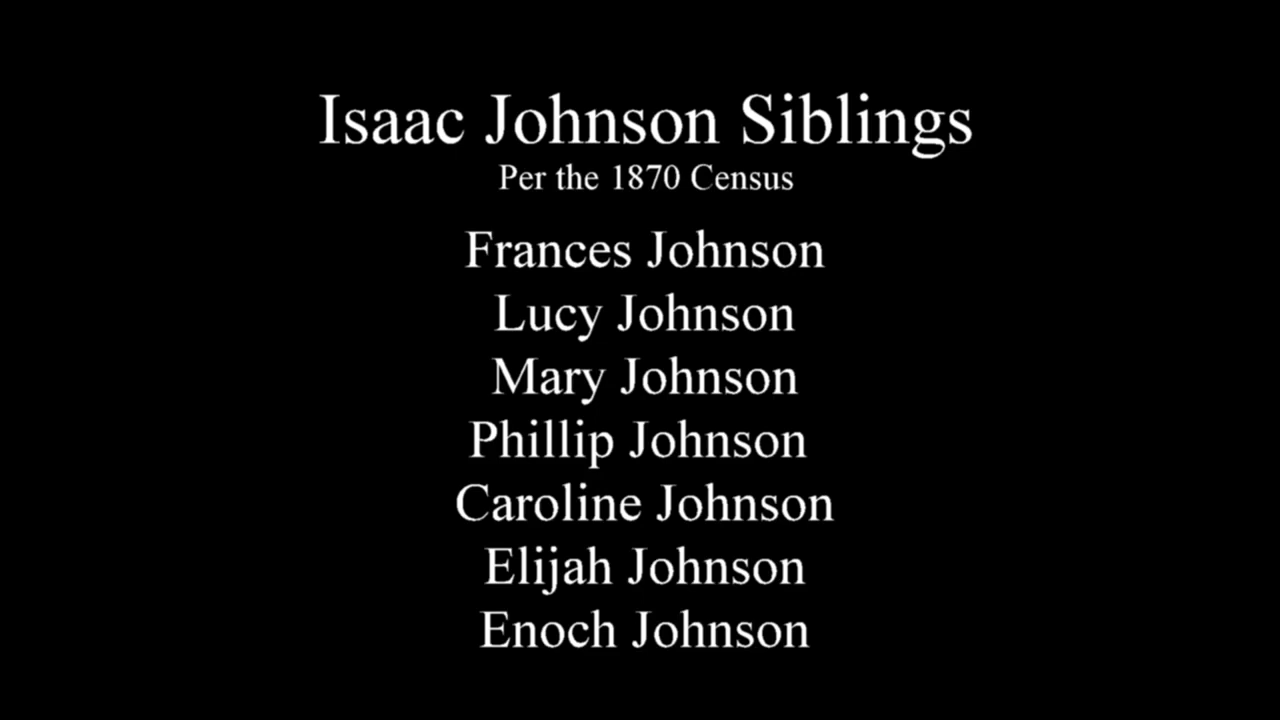 Isaac Johnson Siblings
Per the 1870 Census
Frances Johnson
Lucy Johnson
Mary Johnson
Phillip Johnson
Caroline Johnson
Elijah Johnson
Enoch Johnson